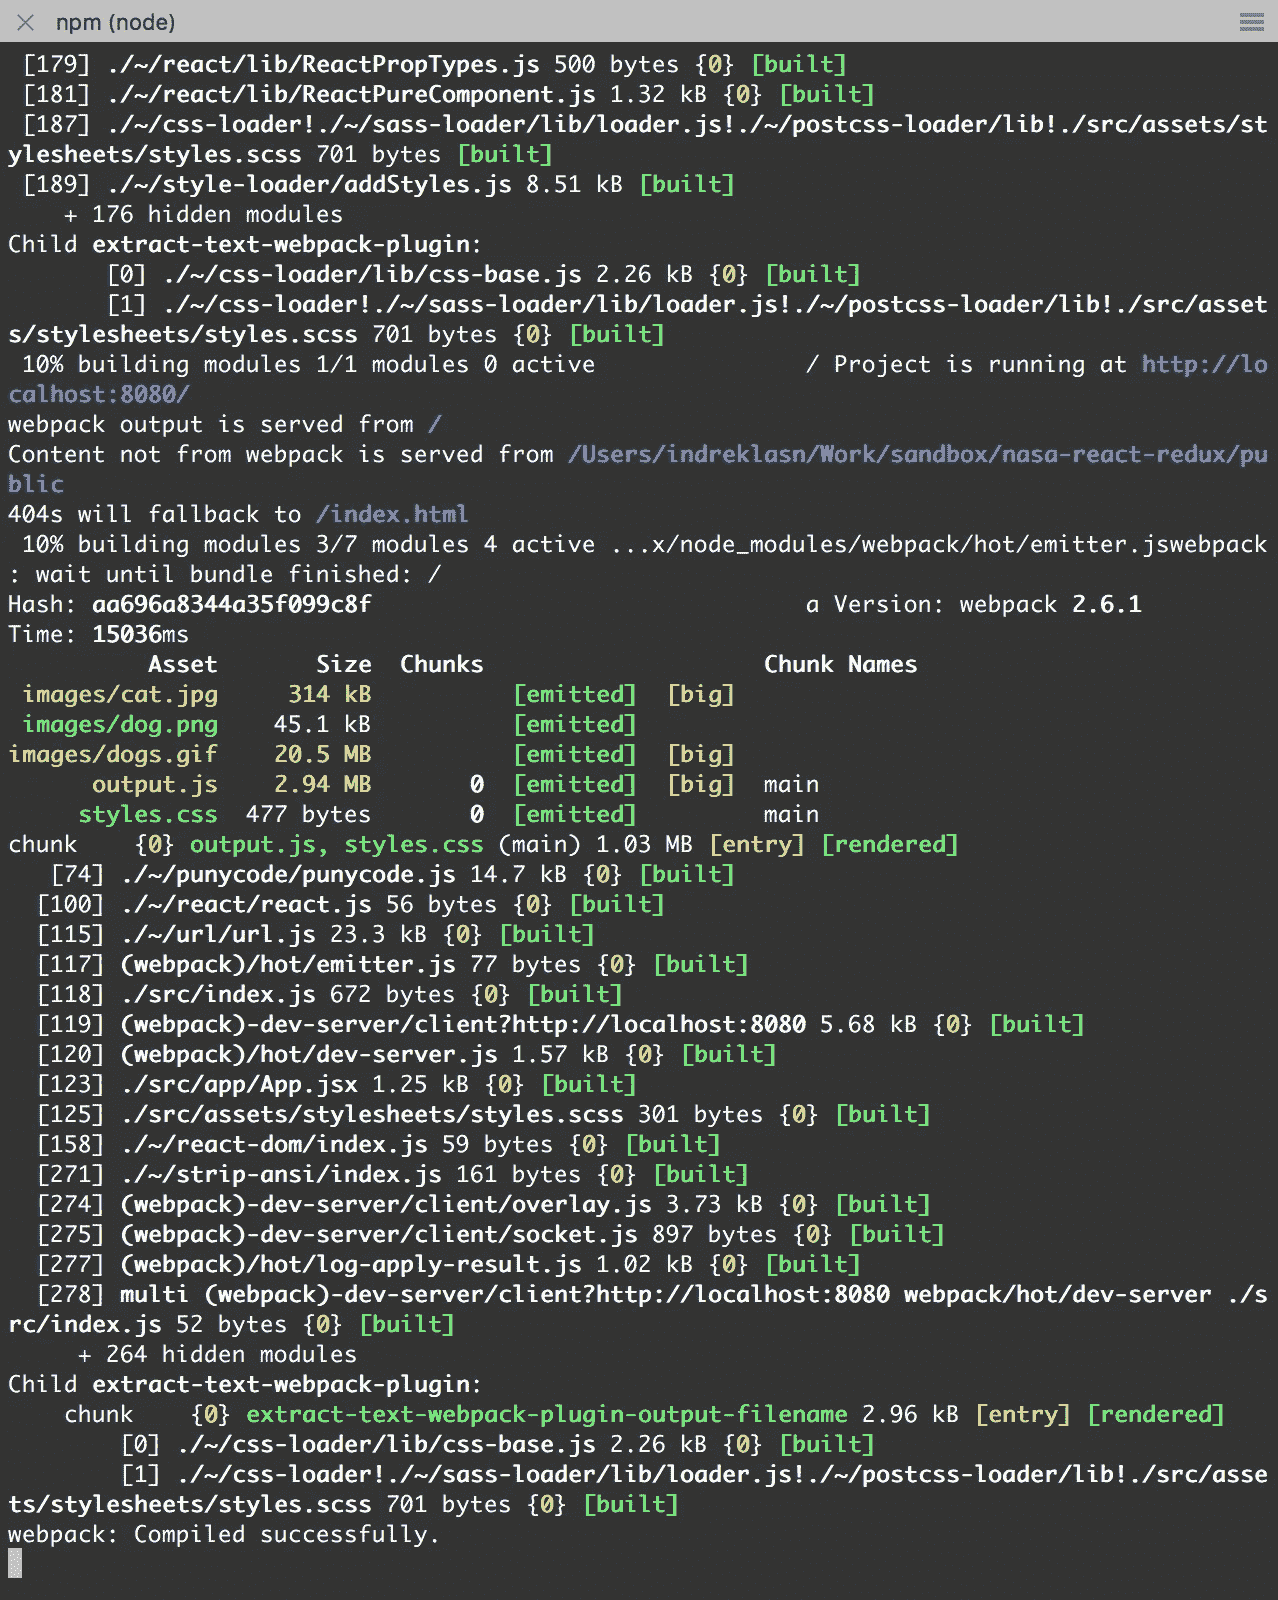 npm (node)
[179] ./~/react/lib/ReactPropTypes.js 500 bytes {0} [built]
[181] ./~/react/lib/ReactPureComponent.js 1.32 kB {0} [built]
[187] ./~/css-loader!./~/sass-loader/lib/loader.js!./~/postcss-loader/lib!./src/assets/st
ylesheets/styles.scss 701 bytes [built]
[189] ./~/style-loader/addStyles.js 8.51 kB [built]
+ 176 hidden modules
Child extract-text-webpack-plugin:
[0] ./~/css-loader/lib/css-base.js 2.26 kB {0} [built]
[1] ./~/css-loader!./~/sass-loader/lib/loader.js!./~/postcss-loader/lib!./src/asset
s/stylesheets/styles.scss 701 bytes {0} [built]
10% building modules 1/1 modules 0 active / Project is running at http://lo
calhost:8080/
webpack output is served from /
Content not from webpack is served from /Users/indreklasn/Work/sandbox/nasa-react-redux/pu
blic
404s will fallback to /index.html
10% building modules 3/7 modules 4 active ...x/node_modules/webpack/hot/emitter.jswebpack
: wait until bundle finished: /
Hash: aa696a8344a35f099c8f a Version: webpack 2.6.1
Time: 15036ms
Asset Size Chunks Chunk Names
images/cat.jpg 314 kB [emitted] [big]
images/dog.png 45.1 kB [emitted]
images/dogs.gif 20.5 MB [emitted] [big]
output.js 2.94 MB 0 [emitted] [big] main
styles.css 477 bytes 0 [emitted] main
chunk {0} output.js, styles.css (main) 1.03 MB [entry] [rendered]
[74] ./~/punycode/punycode.js 14.7 kB {0} [built]
[100] ./~/react/react.js 56 bytes {0} [built]
[115] ./~/url/url.js 23.3 kB {0} [built]
[117] (webpack)/hot/emitter.js 77 bytes {0} [built]
[118] ./src/index.js 672 bytes {0} [built]
[119] (webpack)-dev-server/client?http://localhost:8080 5.68 kB {0} [built]
[120] (webpack)/hot/dev-server.js 1.57 kB {0} [built]
[123] ./src/app/App.jsx 1.25 kB {0} [built]
[125] ./src/assets/stylesheets/styles.scss 301 bytes {0} [built]
[158] ./~/react-dom/index.js 59 bytes {0} [built]
[271] ./~/strip-ansi/index.js 161 bytes {0} [built]
[274] (webpack)-dev-server/client/overlay.js 3.73 kB {0} [built]
[275] (webpack)-dev-server/client/socket.js 897 bytes {0} [built]
[277] (webpack)/hot/log-apply-result.js 1.02 kB {0} [built]
[278] multi (webpack)-dev-server/client?http://localhost:8080 webpack/hot/dev-server ./s
rc/index.js 52 bytes {0} [built]
+ 264 hidden modules
Child extract-text-webpack-plugin:
chunk {0} extract-text-webpack-plugin-output-filename 2.96 kB [entry] [rendered]
[0] ./~/css-loader/lib/css-base.js 2.26 kB {0} [built]
[1] ./~/css-loader!./~/sass-loader/lib/loader.js!./~/postcss-loader/lib!./src/asse
ts/stylesheets/styles.scss 701 bytes {0} [built]
webpack: Compiled successfully.